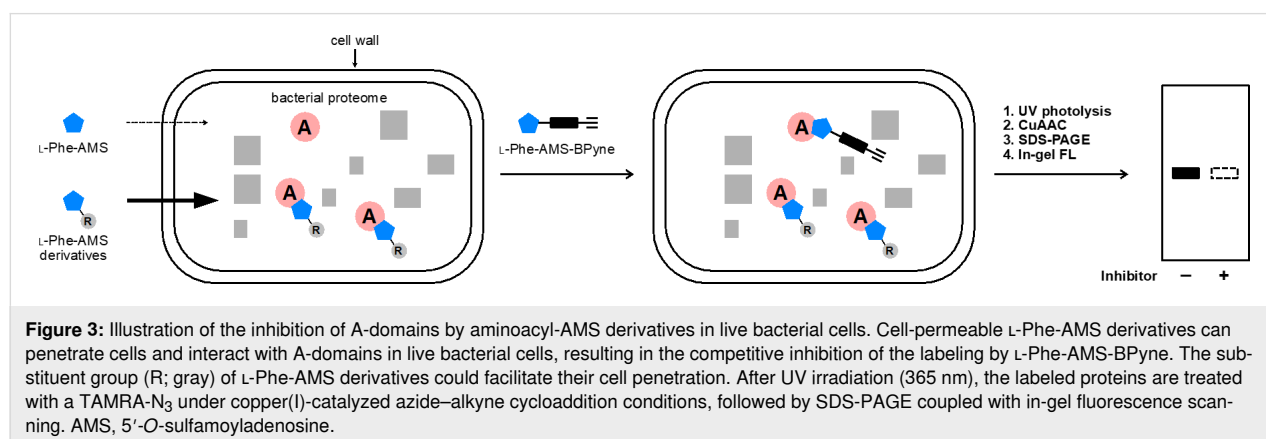 cell wall
bacterial proteome
A
L-Phe-AMS
A
A
R
R
R
L-Phe-AMS
derivatives
L-Phe-AMS-BPyne
A
A
A
R
R
1. UV photolysis
2. CuAAC
3. SDS-PAGE
4. In-gel FL
Inhibitor − +
Figure 3: Illustration of the inhibition of A-domains by aminoacyl-AMS derivatives in live bacterial cells. Cell-permeable L-Phe-AMS derivatives can
penetrate cells and interact with A-domains in live bacterial cells, resulting in the competitive inhibition of the labeling by L-Phe-AMS-BPyne. The sub-
stituent group (R; gray) of L-Phe-AMS derivatives could facilitate their cell penetration. After UV irradiation (365 nm), the labeled proteins are treated
with a TAMRA-N₃ under copper(I)-catalyzed azide–alkyne cycloaddition conditions, followed by SDS-PAGE coupled with in-gel fluorescence scan-
ning. AMS, 5′-O-sulfamoyladenosine.